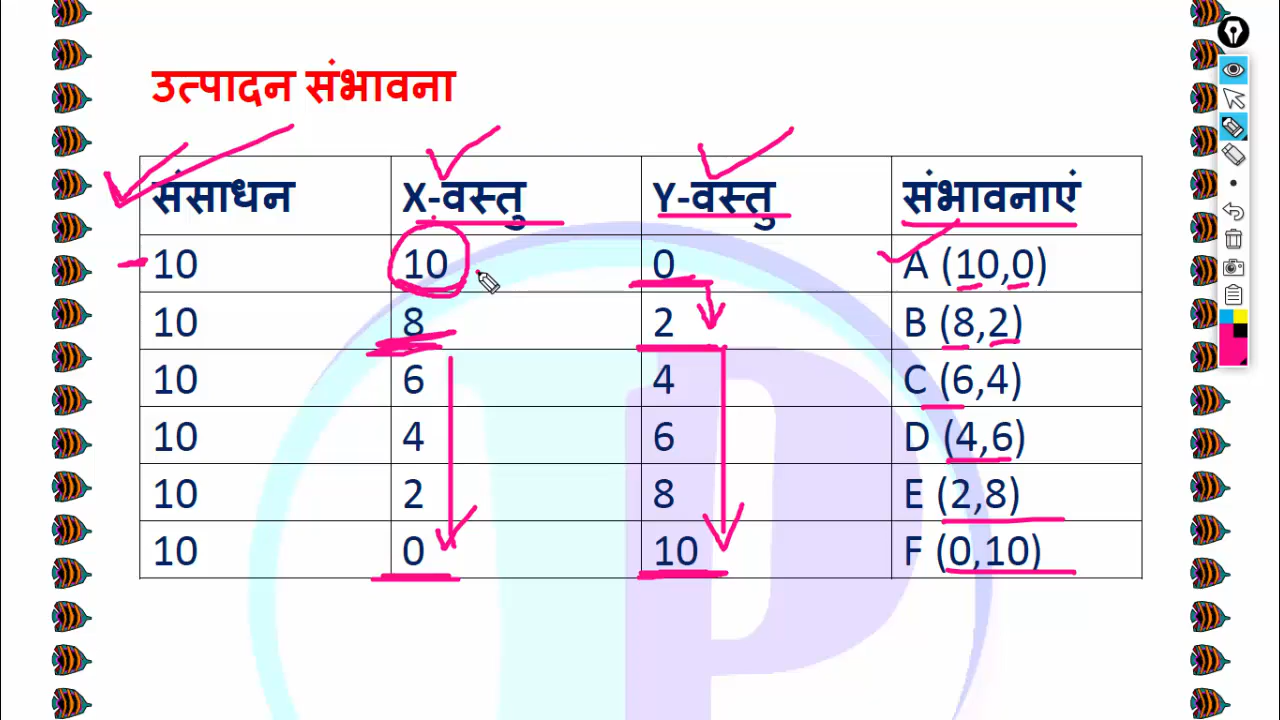 उत्पादन संभावना
संसाधन X-वस्तु Y-वस्तु संभावनाएं
10 10 0 A (10,0)
10 8 2 B (8,2)
10 6 4 C (6,4)
10 4 6 D (4,6)
10 2 8 E (2,8)
10 0 10 F (0,10)